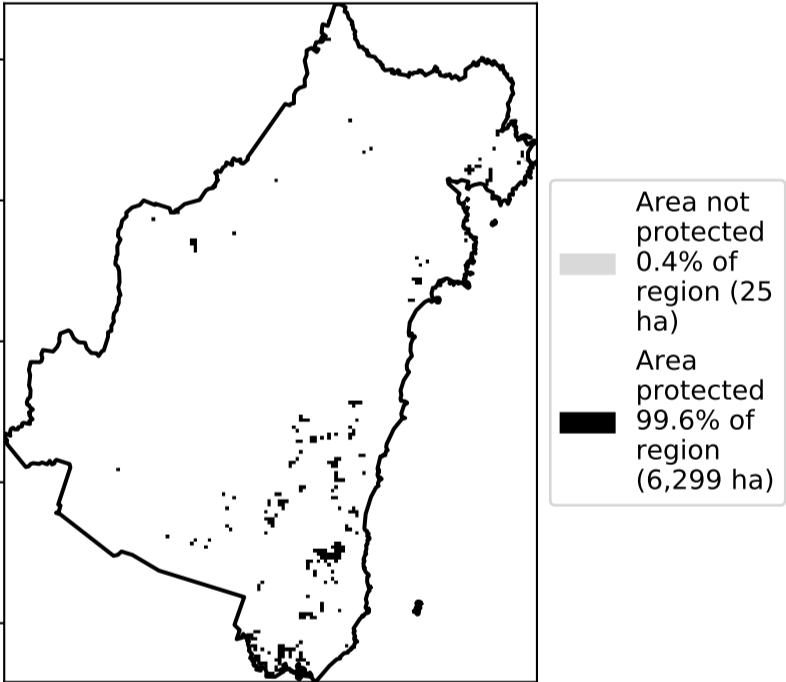 Area not
protected
0.4% of
region (25
ha)
Area
protected
99.6% of
region
(6,299 ha)